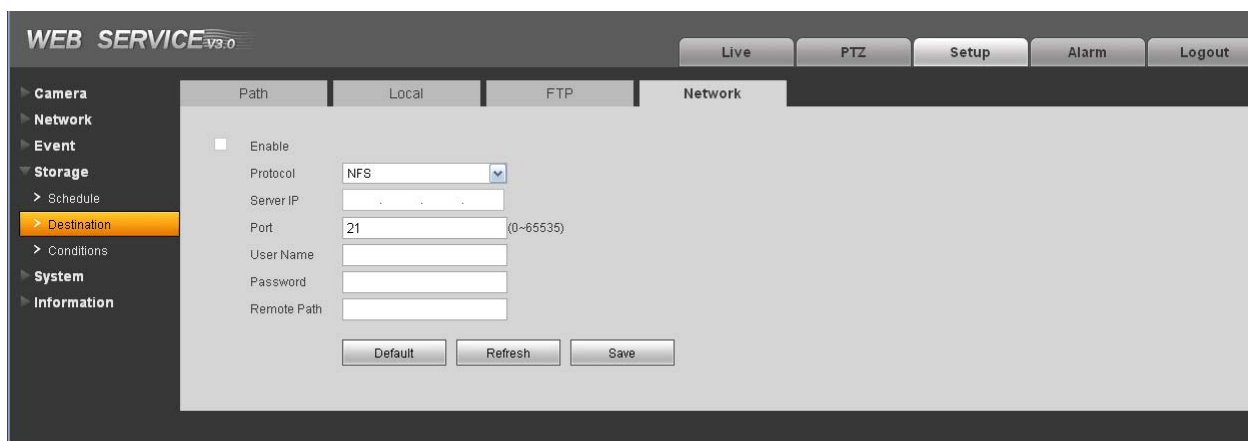 WEB SERVICE V3.0
Live PTZ Setup Alarm Logout
Camera
Network
Event
Storage
> Schedule
> Destination
> Conditions
System
Information
Path Local FTP Network
Enable
Protocol NFS
Server IP . . .
Port 21 (0~65535)
User Name
Password
Remote Path
Default Refresh Save